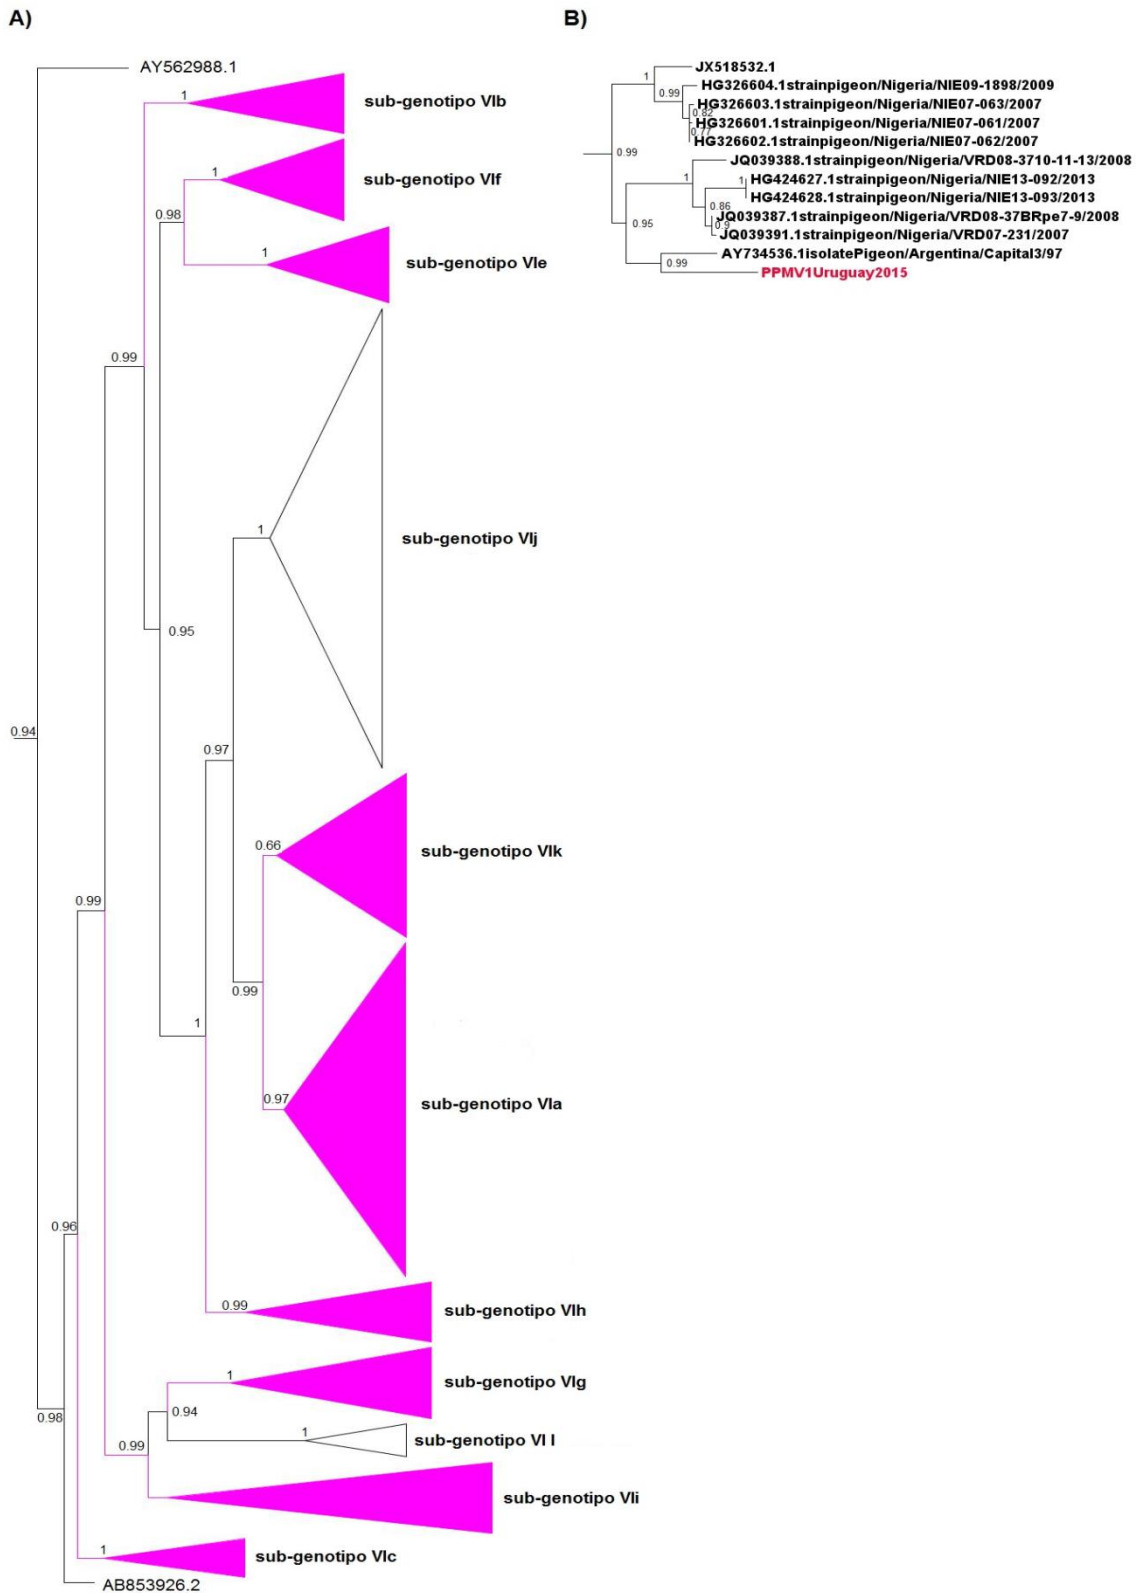 A)
B)
AY562988.1
1
sub-genotipo VIb
1
sub-genotipo VIf
0.98
1
sub-genotipo VIe
0.99
1
sub-genotipo VIj
0.95
0.94
0.97
0.66
sub-genotipo VIk
0.99
0.99
1
0.97
sub-genotipo VIa
0.96
0.99
sub-genotipo VIh
1
sub-genotipo VIg
0.98
0.94
1
sub-genotipo VI I
0.99
sub-genotipo VIi
1
sub-genotipo VIc
AB853926.2
JX518532.1
1
HG326604.1strainpigeon/Nigeria/NIE09-1898/2009
0.99
HG326603.1strainpigeon/Nigeria/NIE07-063/2007
0.82
HG326601.1strainpigeon/Nigeria/NIE07-061/2007
0.77
HG326602.1strainpigeon/Nigeria/NIE07-062/2007
0.99
JQ039388.1strainpigeon/Nigeria/VRD08-3710-11-13/2008
1
1
HG424627.1strainpigeon/Nigeria/NIE13-092/2013
HG424628.1strainpigeon/Nigeria/NIE13-093/2013
0.86
JQ039387.1strainpigeon/Nigeria/VRD08-37BRpe7-9/2008
0.9
0.95
JQ039391.1strainpigeon/Nigeria/VRD07-231/2007
AY734536.1isolatePigeon/Argentina/Capital3/97
0.99
PPMV1Uruguay2015